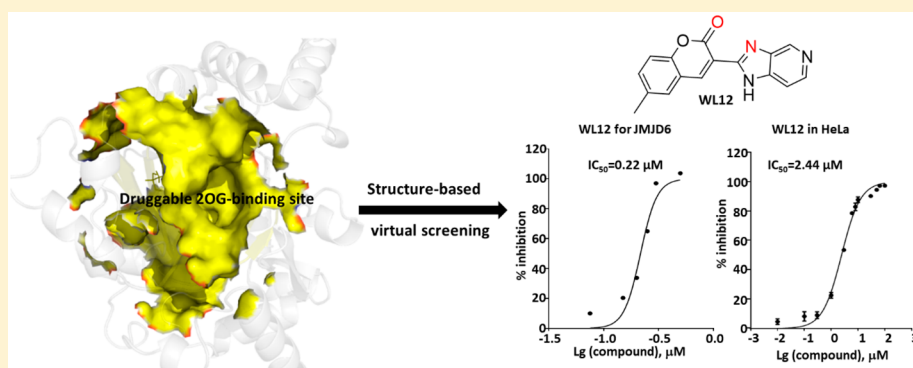 Druggable 2OG-binding site
Structure-based
virtual screening
O
O
N
N
N
H
WL12
WL12 for JMJD6
IC50=0.22 μM
% inhibition
120
100
80
60
40
20
0
-1.5 -1.0 -0.5 0.0
Lg (compound), μM
WL12 in HeLa
IC50=2.44 μM
% inhibition
120
100
80
60
40
20
0
-3 -2 -1 0 1 2 3
Lg (compound), μM